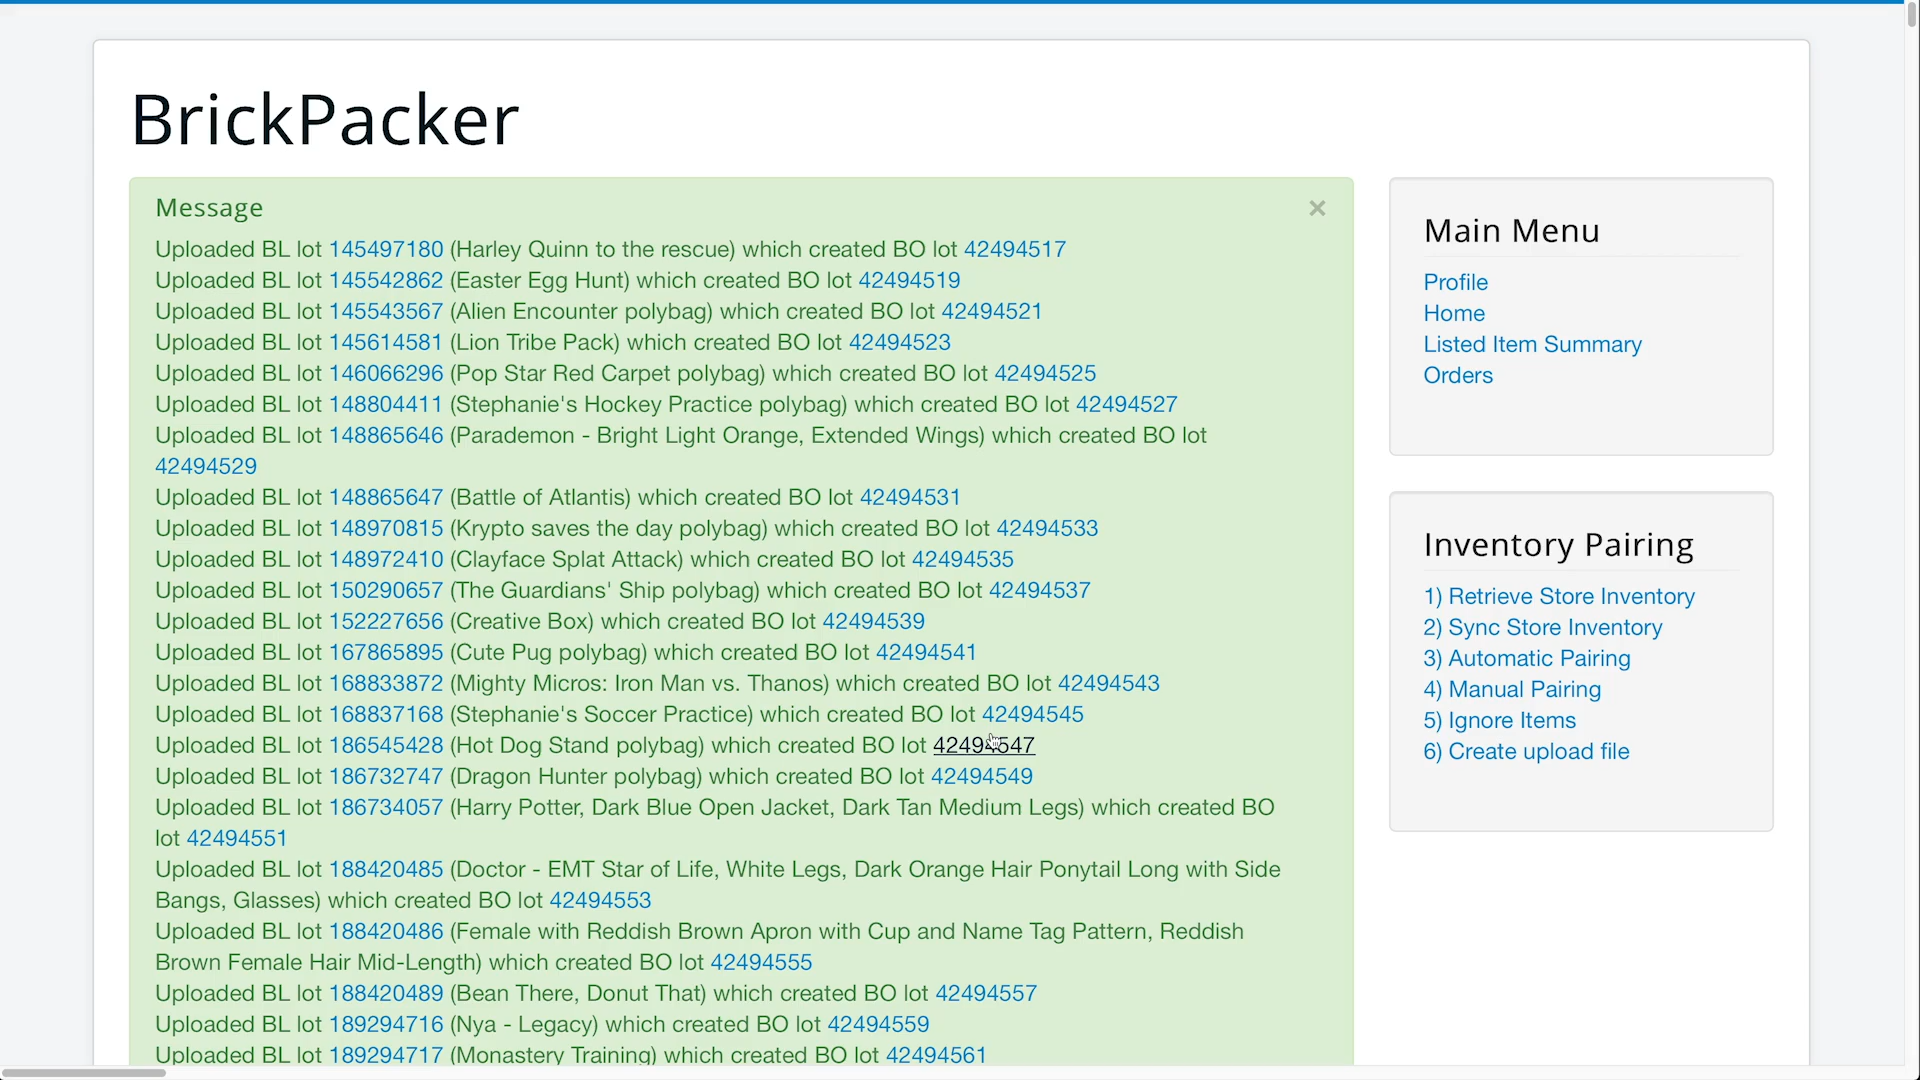 BrickPacker
Message
×
Uploaded BL lot 145497180 (Harley Quinn to the rescue) which created BO lot 42494517
Uploaded BL lot 145542862 (Easter Egg Hunt) which created BO lot 42494519
Uploaded BL lot 145543567 (Alien Encounter polybag) which created BO lot 42494521
Uploaded BL lot 145614581 (Lion Tribe Pack) which created BO lot 42494523
Uploaded BL lot 146066296 (Pop Star Red Carpet polybag) which created BO lot 42494525
Uploaded BL lot 148804411 (Stephanie's Hockey Practice polybag) which created BO lot 42494527
Uploaded BL lot 148865646 (Parademon - Bright Light Orange, Extended Wings) which created BO lot
42494529
Uploaded BL lot 148865647 (Battle of Atlantis) which created BO lot 42494531
Uploaded BL lot 148970815 (Krypto saves the day polybag) which created BO lot 42494533
Uploaded BL lot 148972410 (Clayface Splat Attack) which created BO lot 42494535
Uploaded BL lot 150290657 (The Guardians' Ship polybag) which created BO lot 42494537
Uploaded BL lot 152227656 (Creative Box) which created BO lot 42494539
Uploaded BL lot 167865895 (Cute Pug polybag) which created BO lot 42494541
Uploaded BL lot 168833872 (Mighty Micros: Iron Man vs. Thanos) which created BO lot 42494543
Uploaded BL lot 168837168 (Stephanie's Soccer Practice) which created BO lot 42494545
Uploaded BL lot 186545428 (Hot Dog Stand polybag) which created BO lot 42494547
Uploaded BL lot 186732747 (Dragon Hunter polybag) which created BO lot 42494549
Uploaded BL lot 186734057 (Harry Potter, Dark Blue Open Jacket, Dark Tan Medium Legs) which created BO
lot 42494551
Uploaded BL lot 188420485 (Doctor - EMT Star of Life, White Legs, Dark Orange Hair Ponytail Long with Side
Bangs, Glasses) which created BO lot 42494553
Uploaded BL lot 188420486 (Female with Reddish Brown Apron with Cup and Name Tag Pattern, Reddish
Brown Female Hair Mid-Length) which created BO lot 42494555
Uploaded BL lot 188420489 (Bean There, Donut That) which created BO lot 42494557
Uploaded BL lot 189294716 (Nya - Legacy) which created BO lot 42494559
Uploaded BL lot 189294717 (Monastery Training) which created BO lot 42494561
Main Menu
Profile
Home
Listed Item Summary
Orders
Inventory Pairing
1) Retrieve Store Inventory
2) Sync Store Inventory
3) Automatic Pairing
4) Manual Pairing
5) Ignore Items
6) Create upload file